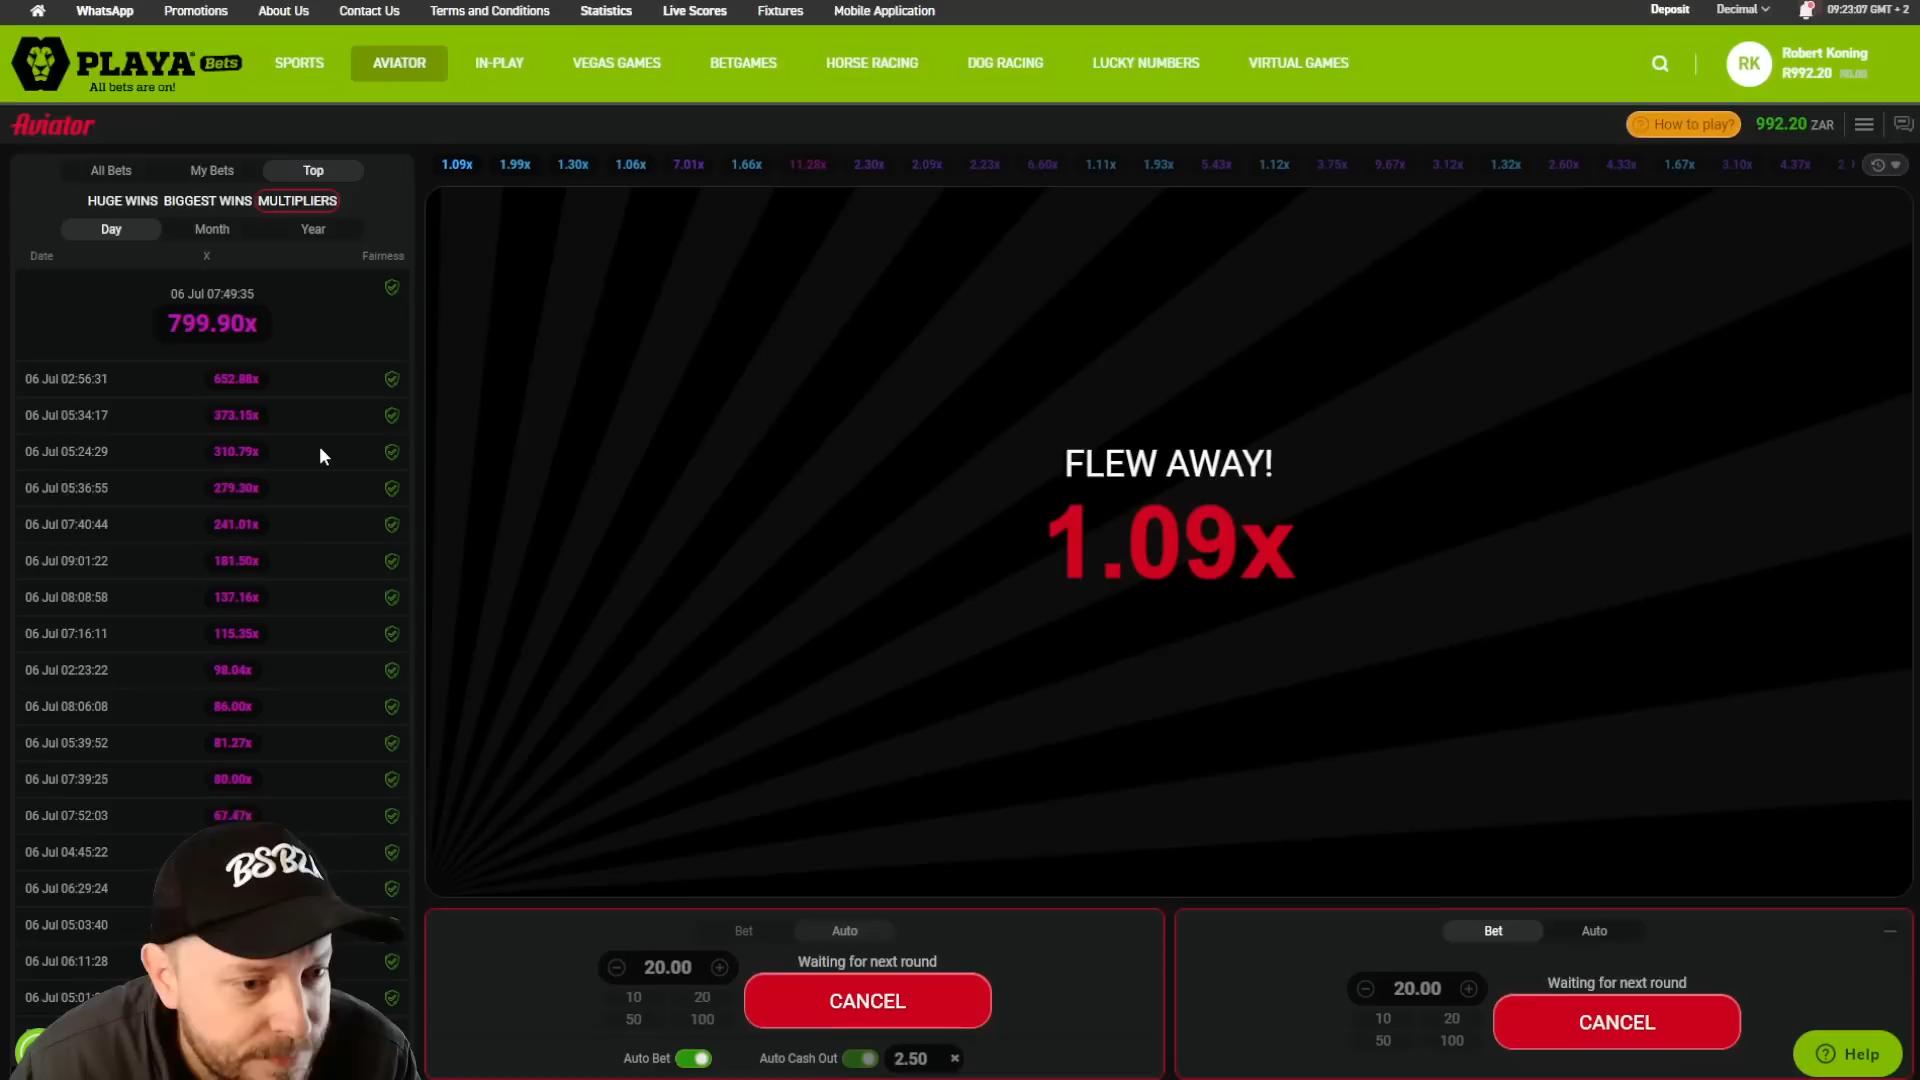 WhatsApp Promotions About Us Contact Us Terms and Conditions Statistics Live Scores Fixtures Mobile Application Deposit Decimal 09:23:07 GMT + 2
PLAYA Bets
All bets are on!
SPORTS AVIATOR IN-PLAY VEGAS GAMES BETGAMES HORSE RACING DOG RACING LUCKY NUMBERS VIRTUAL GAMES
RK
Robert Koning
R992.20
Aviator
How to play? 992.20 ZAR
All Bets My Bets Top
HUGE WINS BIGGEST WINS MULTIPLIERS
Day Month Year
Date X Fairness
06 Jul 07:49:35
799.90x
06 Jul 02:56:31 652.88x
06 Jul 05:34:17 373.15x
06 Jul 05:24:29 310.79x
06 Jul 05:36:55 279.30x
06 Jul 07:40:44 241.01x
06 Jul 09:01:22 181.50x
06 Jul 08:08:58 137.16x
06 Jul 07:16:11 115.35x
06 Jul 02:23:22 98.04x
06 Jul 08:06:08 86.00x
06 Jul 05:39:52 81.27x
06 Jul 07:39:25 80.00x
06 Jul 07:52:03 67.47x
06 Jul 04:45:22
06 Jul 06:29:24
06 Jul 05:03:40
06 Jul 06:11:28
06 Jul
1.09x 1.99x 1.30x 1.06x 7.01x 1.66x 11.28x 2.30x 2.09x 2.23x 6.60x 1.11x 1.93x 5.43x 1.12x 3.75x 9.67x 3.12x 1.32x 2.60x 4.33x 1.67x 3.10x 4.37x
FLEW AWAY!
1.09x
Bet Auto
20.00
10 20
50 100
Waiting for next round
CANCEL
Auto Bet Auto Cash Out 2.50
Bet Auto
20.00
10 20
50 100
Waiting for next round
CANCEL
Help